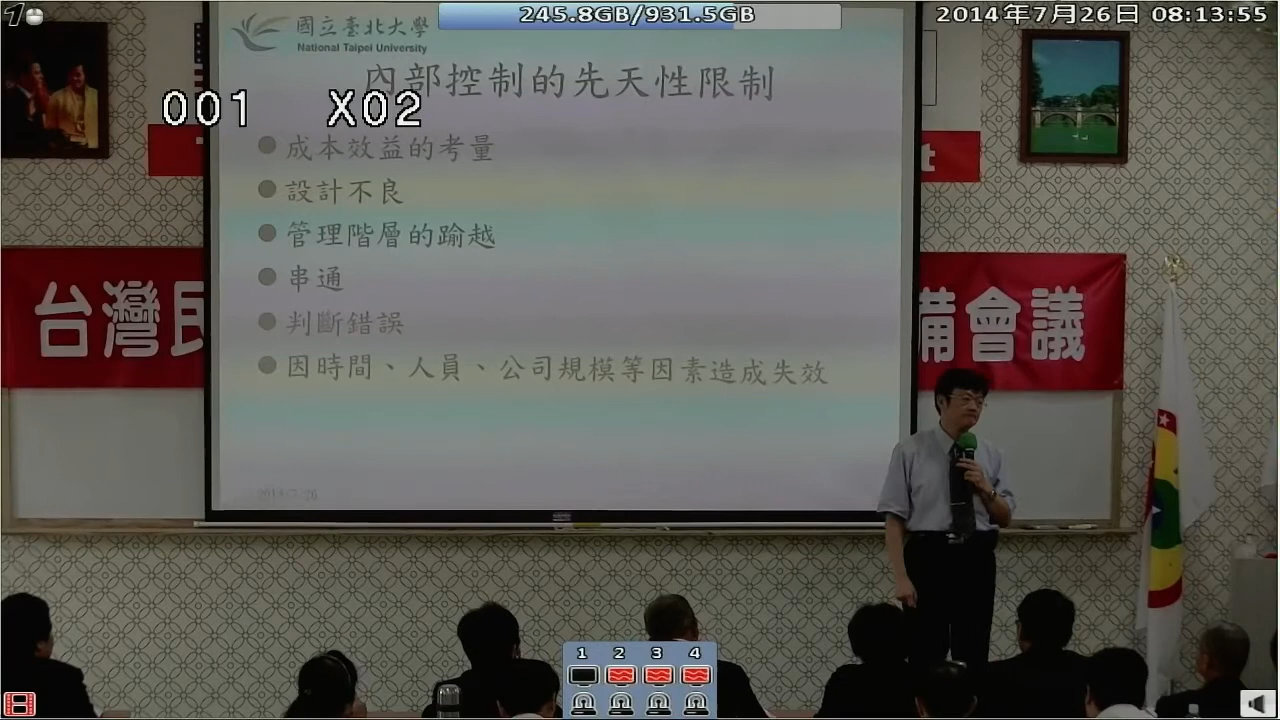 245.8GB/931.5GB
2014年7月26日 08:13:55
國立臺北大學
National Taipei University
內部控制的先天性限制
001 X02
成本效益的考量
設計不良
管理階層的踰越
串通
判斷錯誤
因時間、人員、公司規模等因素造成失效
台灣民
備會議
t
2014/7/26
1 2 3 4